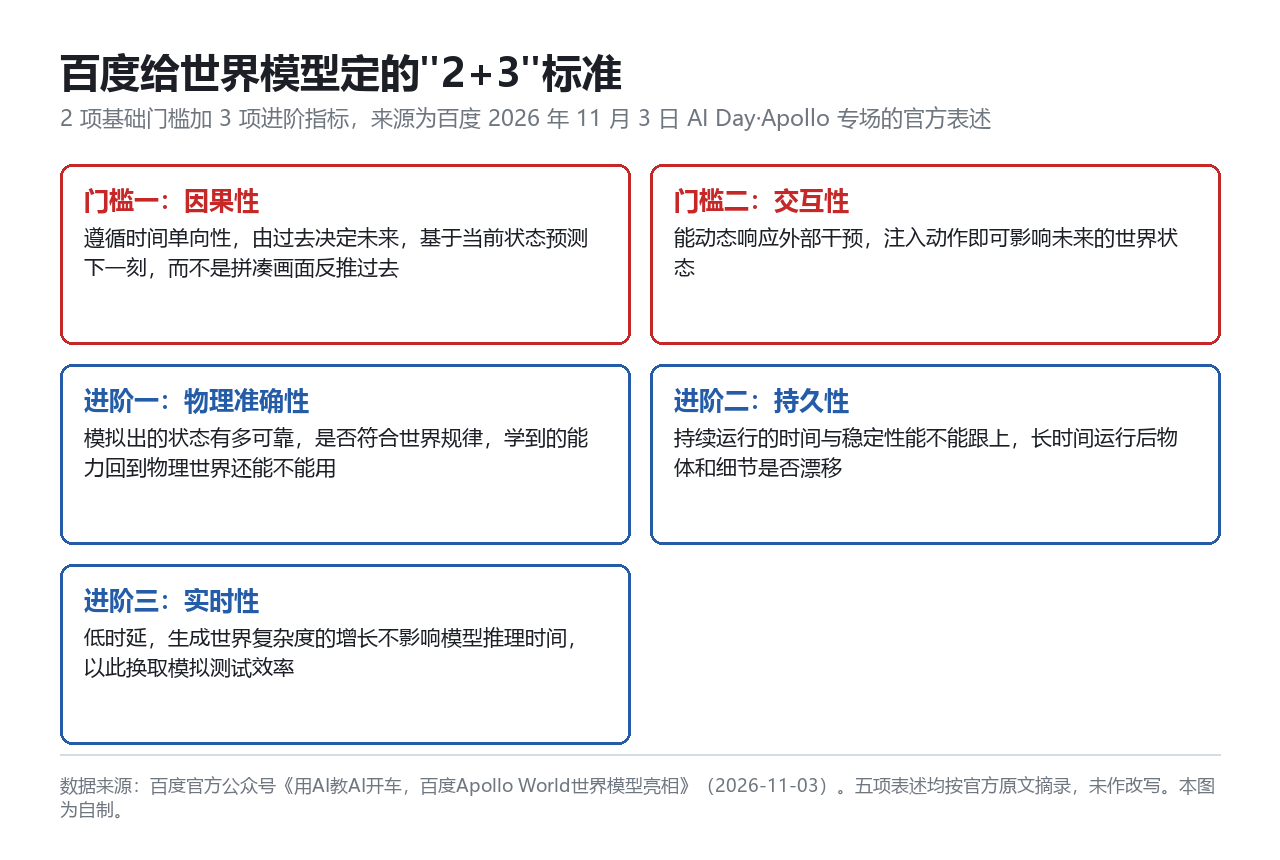 百度给世界模型定的"2+3"标准
2 项基础门槛加 3 项进阶指标，来源为百度 2026 年 11 月 3 日 AI Day·Apollo 专场的官方表述
门槛一：因果性
遵循时间单向性，由过去决定未来，基于当前状态预测
下一刻，而不是拼凑画面反推过去
门槛二：交互性
能动态响应外部干预，注入动作即可影响未来的世界状
态
进阶一：物理准确性
模拟出的状态有多可靠，是否符合世界规律，学到的能
力回到物理世界还能不能用
进阶二：持久性
持续运行的时间与稳定性能不能跟上，长时间运行后物
体和细节是否漂移
进阶三：实时性
低时延，生成世界复杂度的增长不影响模型推理时间，
以此换取模拟测试效率
数据来源：百度官方公众号《用AI教AI开车，百度Apollo World世界模型亮相》（2026-11-03）。五项表述均按官方原文摘录，未作改写。本图
为自制。